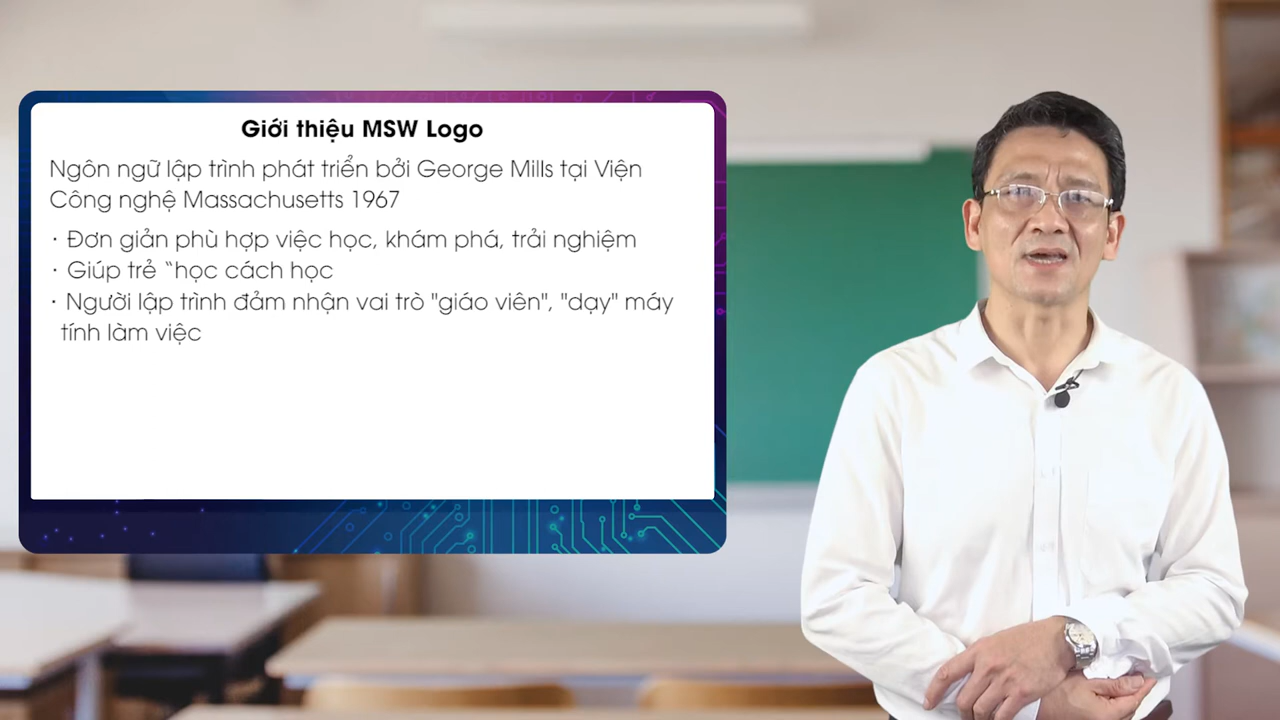 Giới thiệu MSW Logo
Ngôn ngữ lập trình phát triển bởi George Mills tại Viện
Công nghệ Massachusetts 1967
· Đơn giản phù hợp việc học, khám phá, trải nghiệm
· Giúp trẻ “học cách học
· Người lập trình đảm nhận vai trò "giáo viên", "dạy" máy
tính làm việc